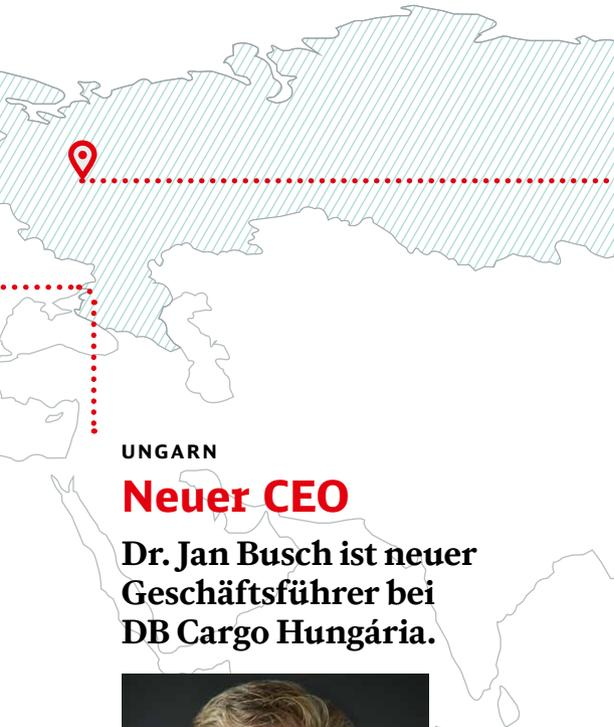 UNGARN
Neuer CEO
Dr. Jan Busch ist neuer
Geschäftsführer bei
DB Cargo Hungária.